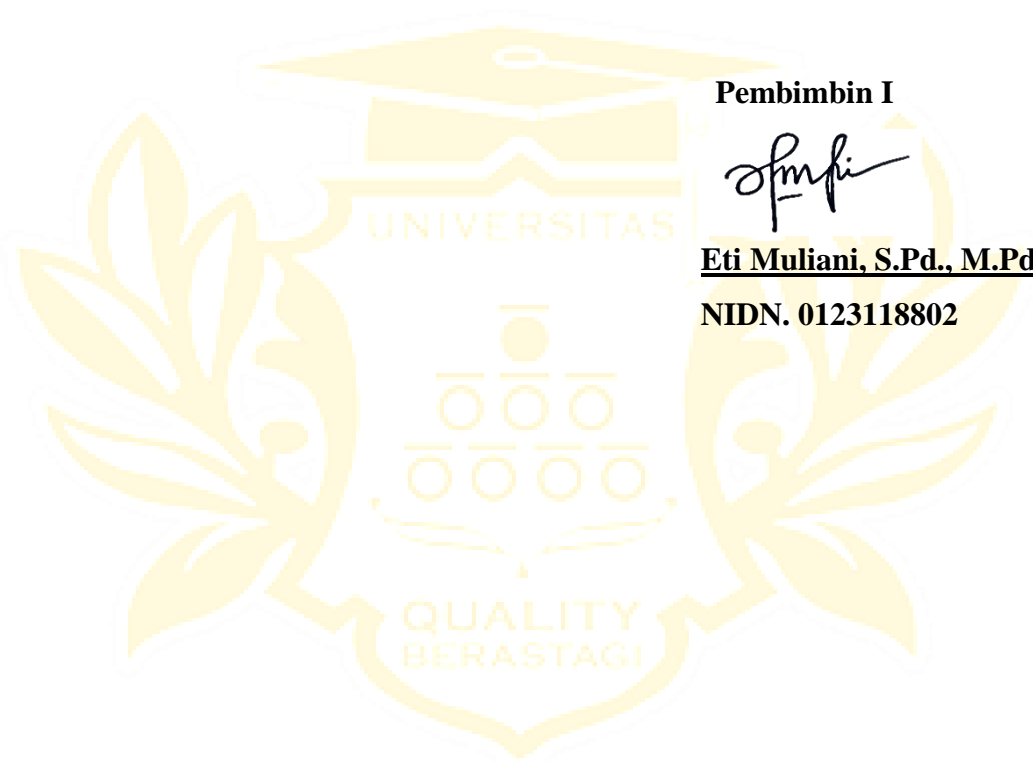 Pembimbin I
UNIVERSITAS
Eti Muliani, S.Pd., M.Pd
NIDN. 0123118802
QUALITY
BERASTAGI